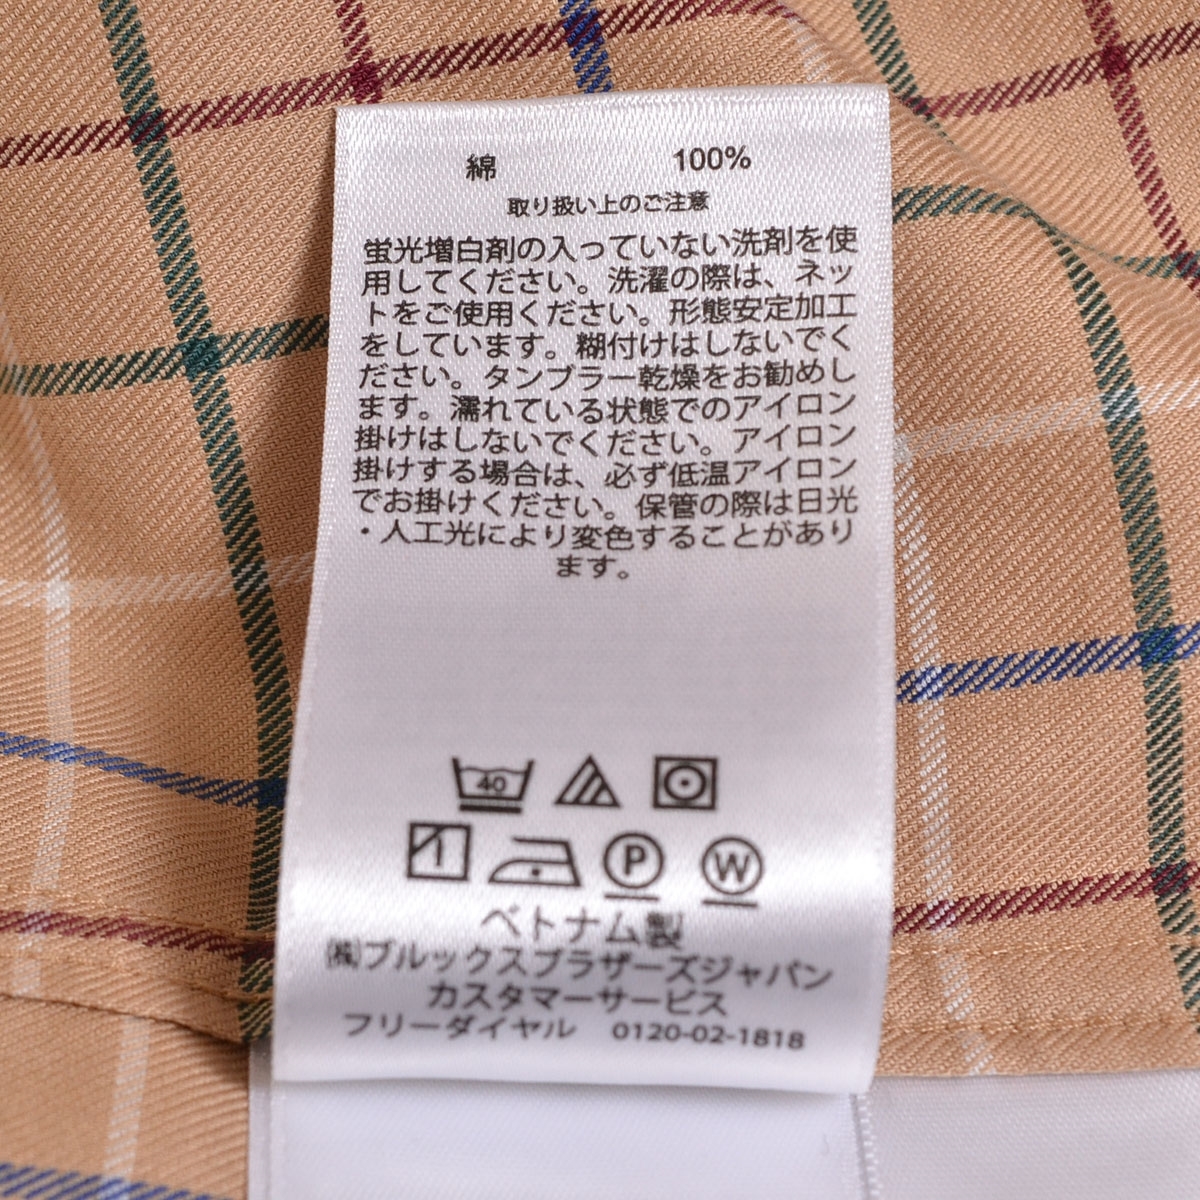 綿 100%
取り扱い上のご注意
蛍光増白剤の入っていない洗剤を使
用してください。洗濯の際は、ネッ
トをご使用ください。形態安定加工
をしています。糊付けはしないでく
ださい。タンブラー乾燥をお勧めし
ます。濡れている状態でのアイロン
掛けはしないでください。アイロン
掛けする場合は、必ず低温アイロン
でお掛けください。保管の際は日光
・人工光により変色することがあり
ます。
40
P W
ベトナム製
㈱ブルックスブラザーズジャパン
カスタマーサービス
フリーダイヤル 0120-02-1818